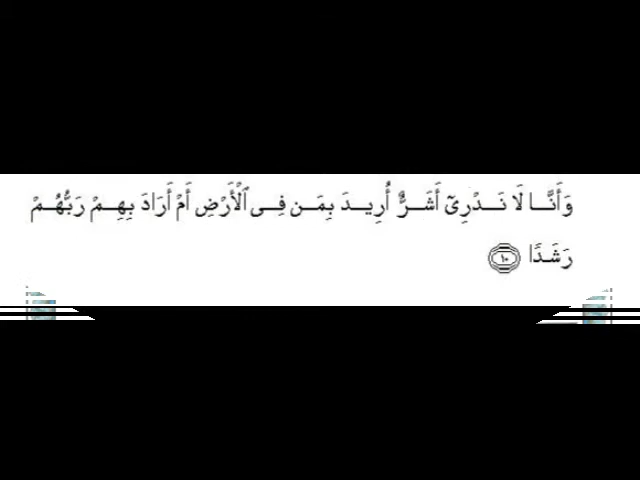 وَأَنَّا لَا نَدْرِىٓ أَشَرٌّ أُرِيدَ بِمَن فِى ٱلْأَرْضِ أَمْ أَرَادَ بِهِمْ رَبُّهُمْ
رَشَدًا ١٠